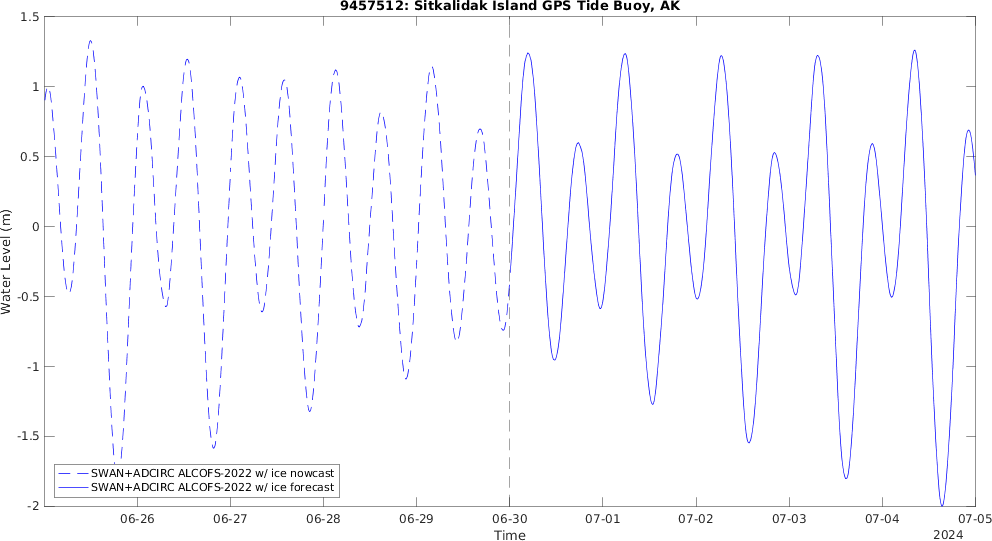 9457512: Sitkalidak Island GPS Tide Buoy, AK
1.5
1
0.5
0
-0.5
-1
-1.5
-2
Water Level (m)
SWAN+ADCIRC ALCOFS-2022 w/ ice nowcast
SWAN+ADCIRC ALCOFS-2022 w/ ice forecast
06-26 06-27 06-28 06-29 06-30 07-01 07-02 07-03 07-04 07-05
Time
2024